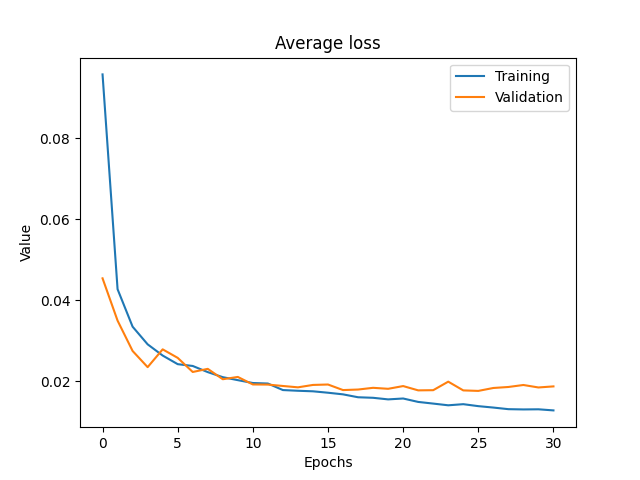 Average loss
Training
Validation
0.08
0.06
0.04
0.02
Value
0 5 10 15 20 25 30
Epochs